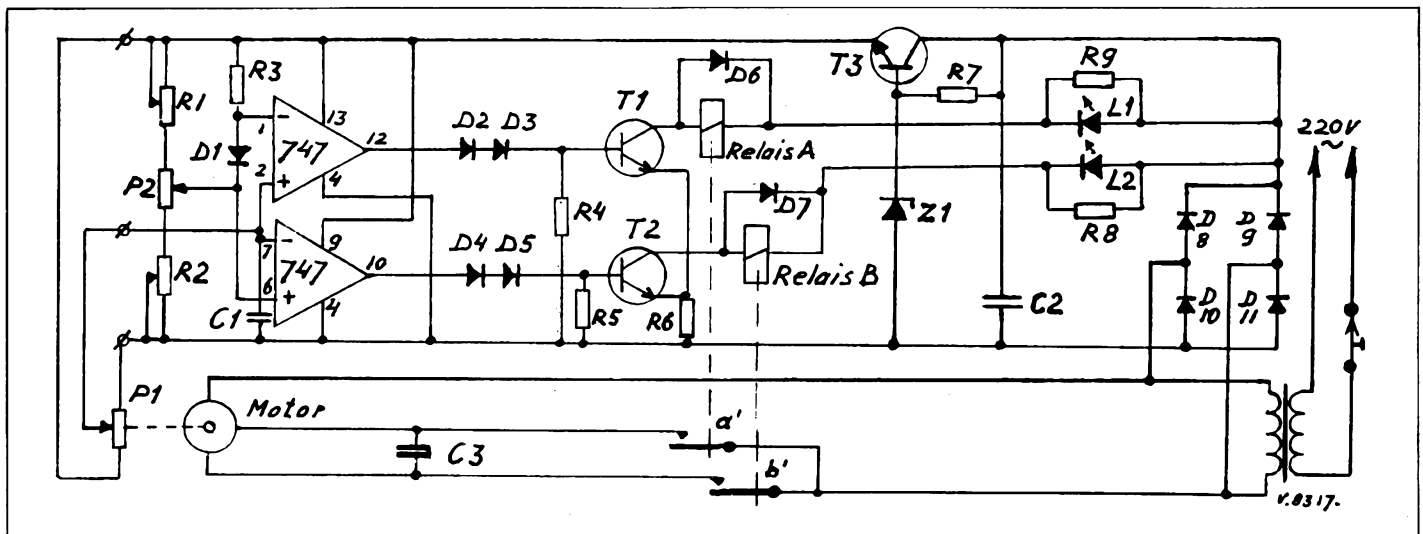 R3
T3
D6
R7
R9
R1
13
T1
L1
1
-
D2
D3
747
12
220V
~
D1
Relais A
2
+
4
L2
P2
R4
D7
Z1
D
8
D
9
R8
-
7
9
T2
D4
D5
R2
747
10
Relais B
6
+
C1
4
R5
R6
C2
D
10
D
11
P1
Motor
a'
C3
b'
V.8317-